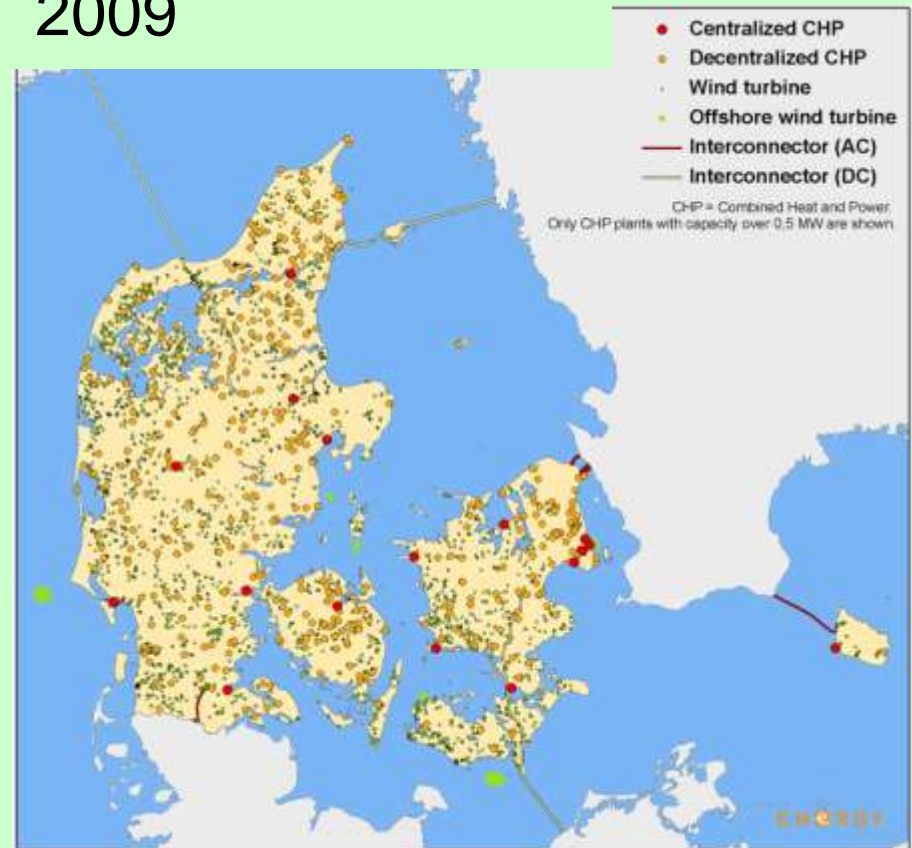 2009
Centralized CHP
Decentralized CHP
Wind turbine
Offshore wind turbine
Interconnector (AC)
Interconnector (DC)
CHP = Combined Heat and Power.
Only CHP plants with capacity over 0,5 MW are shown.
ENERGY